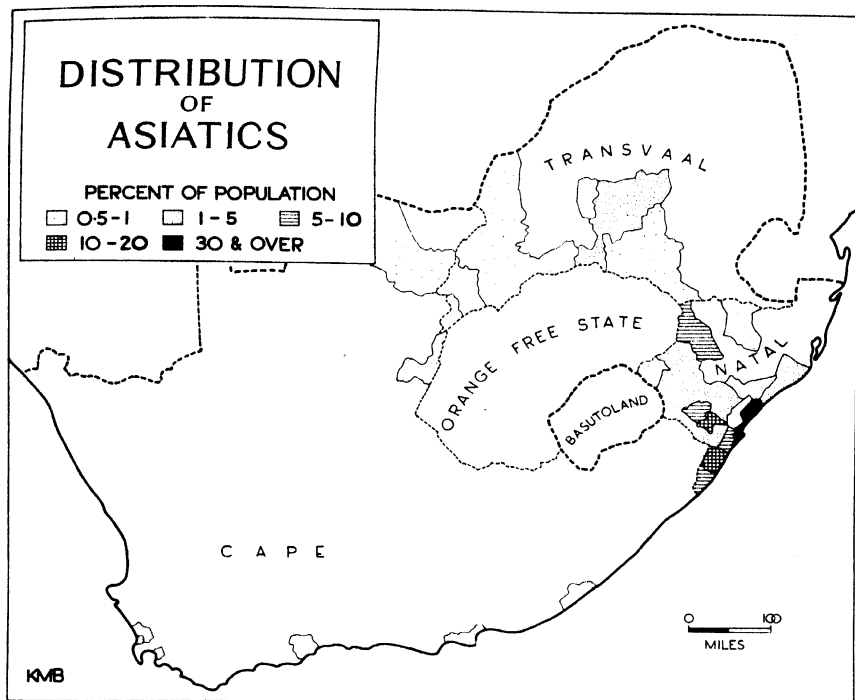 DISTRIBUTION
OF
ASIATICS
PERCENT OF POPULATION
0·5-1 1-5 5-10
10-20 30 & OVER
TRANSVAAL
ORANGE FREE STATE
NATAL
BASUTOLAND
CAPE
0 100
MILES
KMB